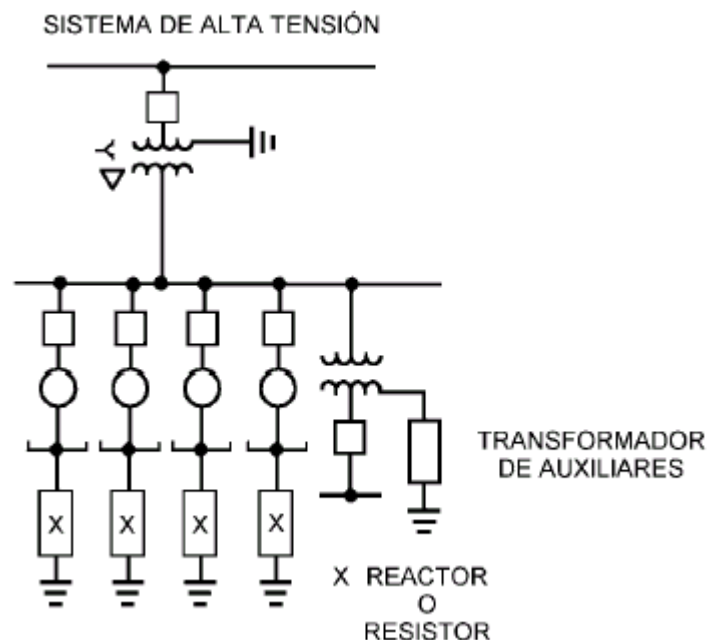 SISTEMA DE ALTA TENSIÓN
X X X X
TRANSFORMADOR
DE AUXILIARES
X REACTOR
O
RESISTOR